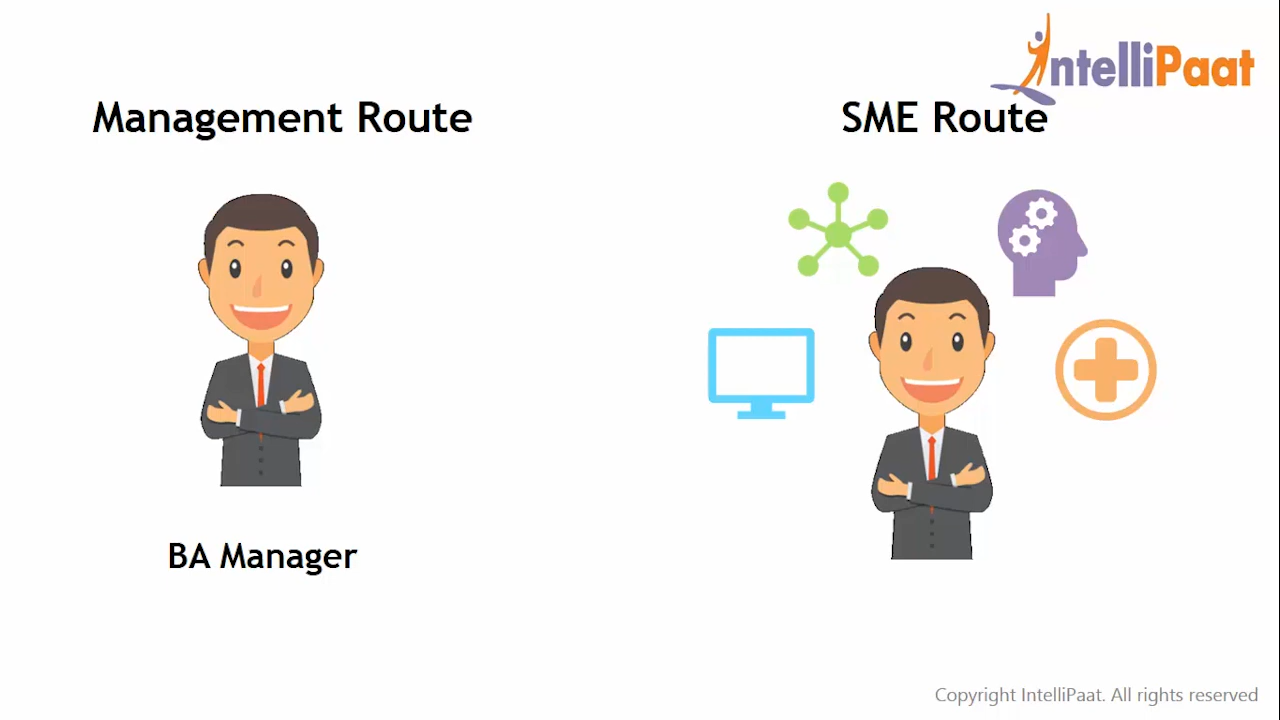 IntelliPaat
Management Route
SME Route
BA Manager
Copyright IntelliPaat. All rights reserved